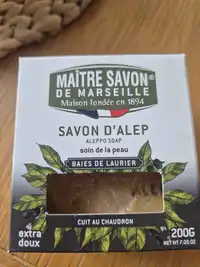 MAÎTRE SAVON®
DE MARSEILLE
Maison fondée en 1894
SAVON D'ALEP
ALEPPO SOAP
soin de la peau
BAIES DE LAURIER
CUIT AU CHAUDRON
extra
doux
200G
NET WT 7.05 OZ